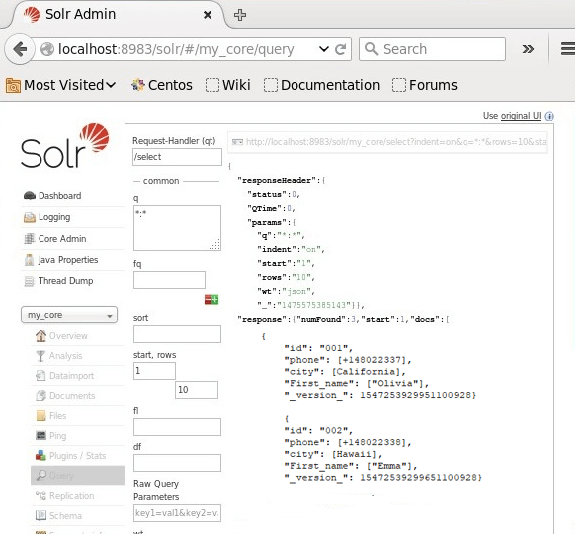 Solr Admin
localhost:8983/solr/#/my_core/query
Search
Most Visited
Centos
Wiki
Documentation
Forums
Use original UI
Solr
Dashboard
Logging
Core Admin
Java Properties
Thread Dump
my_core
Overview
Analysis
Dataimport
Documents
Files
Ping
Plugins / Stats
Query
Replication
Schema
Request-Handler (qt)
/select
common
q
*:*
fq
sort
start, rows
1
10
fl
df
Raw Query
Parameters
key1=val1&key2=v
wt
http://localhost:8983/solr/my_core/select?indent=on&q=*:*&rows=10&sta
{
"responseHeader":{
"status":0,
"QTime":0,
"params":{
"q":"*:*",
"indent":"on",
"start":"1",
"rows":"10",
"wt":"json",
"_":"1475575385143"}},
"response":{"numFound":3,"start":1,"docs":[
{
"id": "001",
"phone": [+148022337],
"city": [California],
"First_name": ["Olivia"],
"_version_": 1547253929951100928}
{
"id": "002",
"phone": [+148022338],
"city": [Hawaii],
"First_name": ["Emma"],
"_version_": 15472539299651100928}